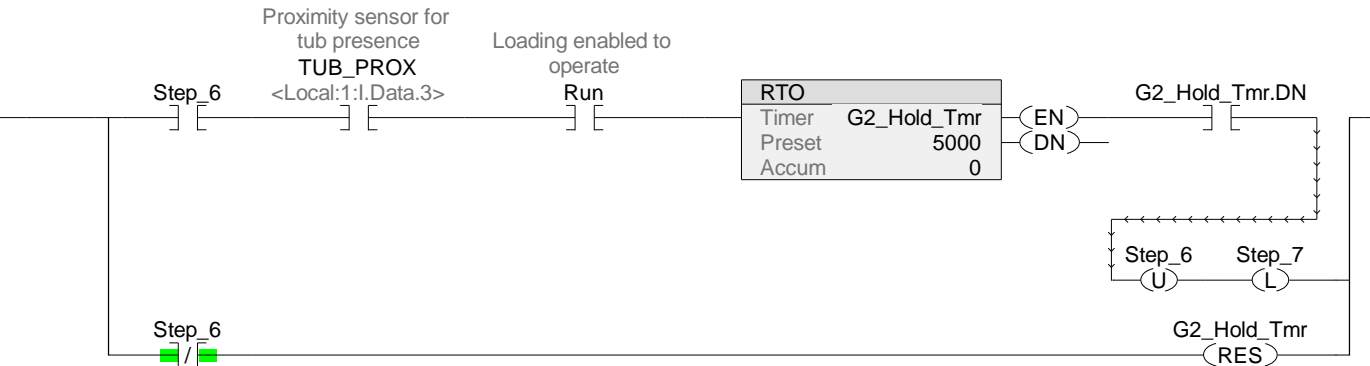 Proximity sensor for
tub presence
TUB_PROX
<Local:1:I.Data.3>
Loading enabled to
operate
Run
Step_6
RTO
Timer G2_Hold_Tmr
Preset 5000
Accum 0
EN
DN
G2_Hold_Tmr.DN
Step_6
U
Step_7
L
Step_6
/
G2_Hold_Tmr
RES